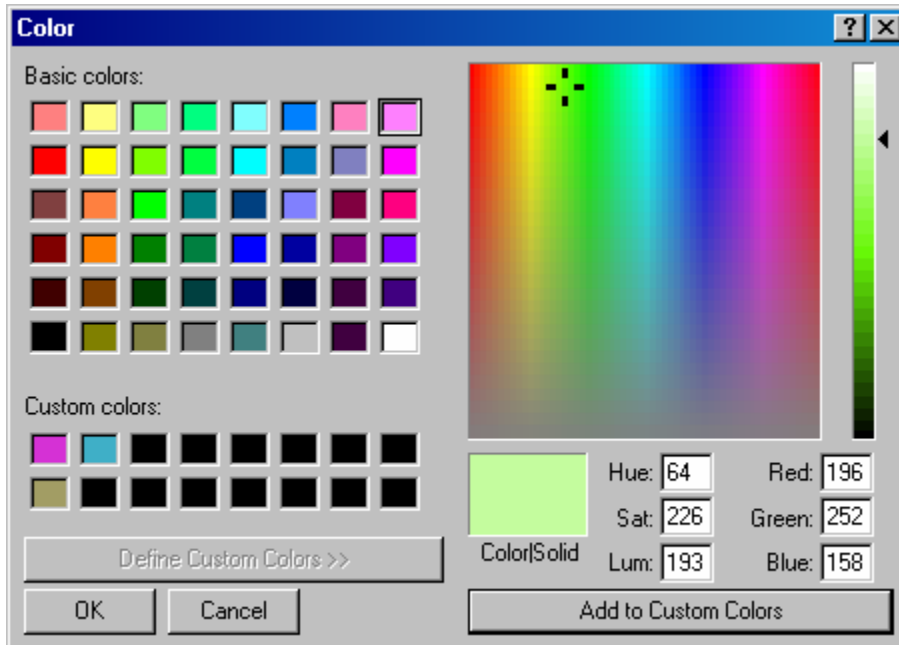 Color
Basic colors:
Custom colors:
Define Custom Colors >>
OK Cancel
Color|Solid
Hue: 64 Red: 196
Sat: 226 Green: 252
Lum: 193 Blue: 158
Add to Custom Colors